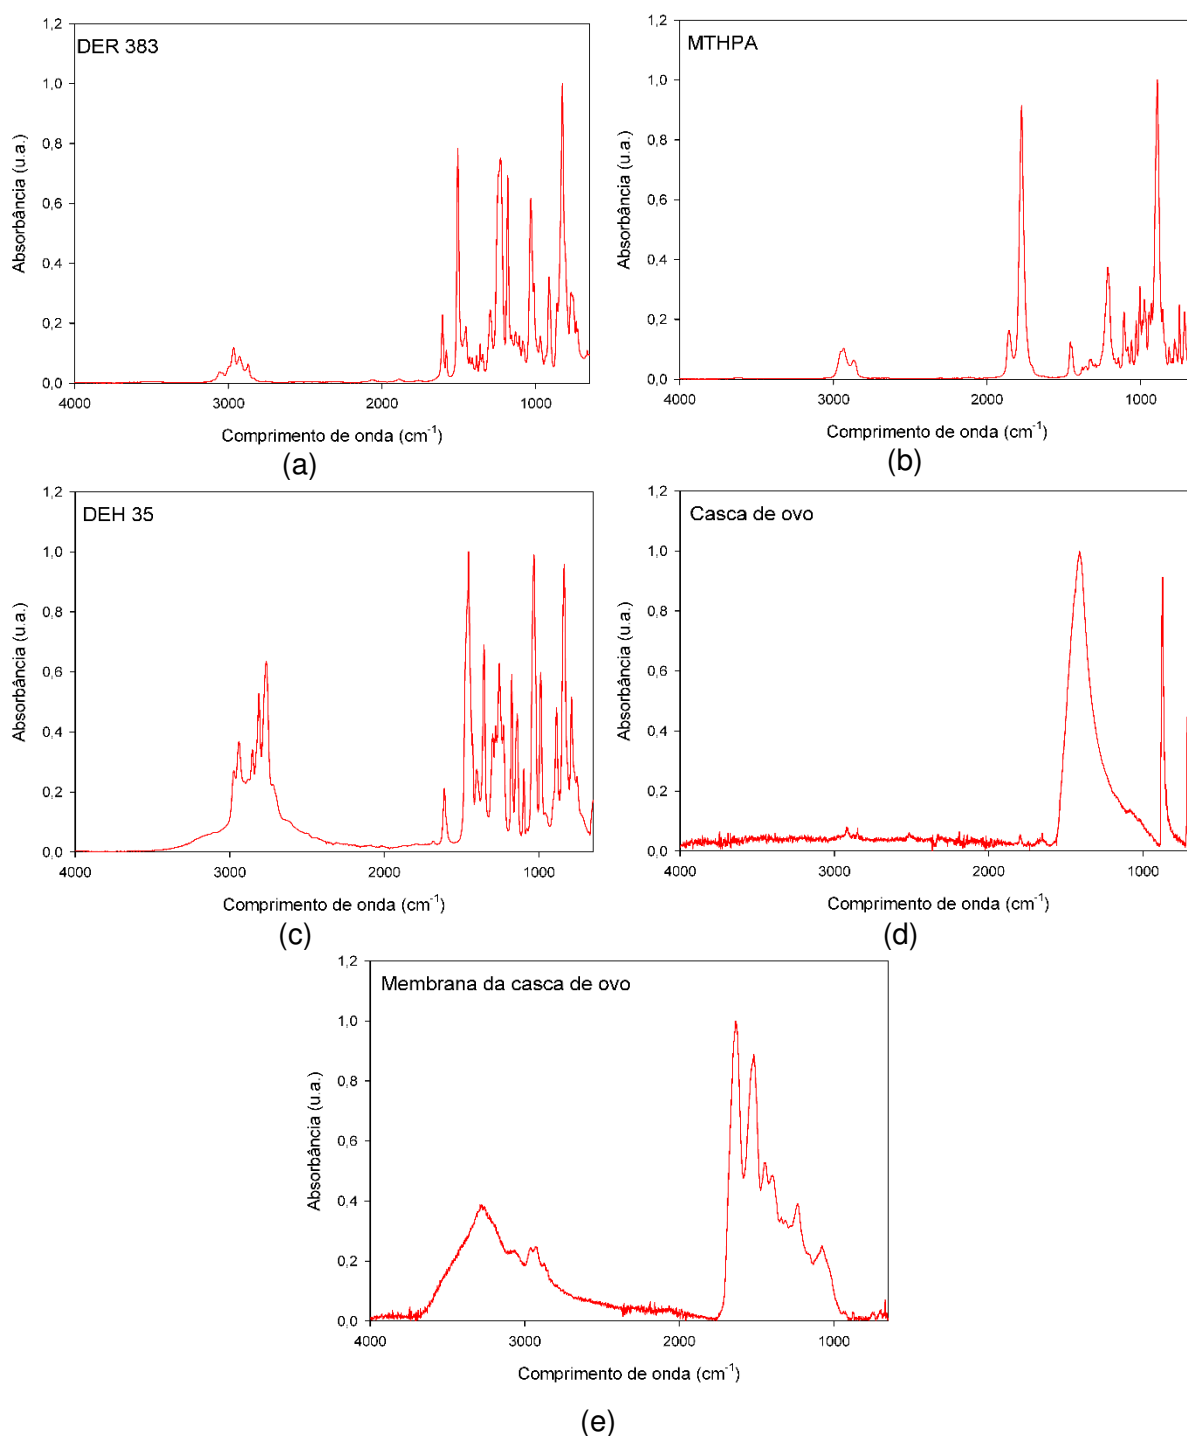 DER 383
Absorbância (u.a.)
1,2
1,0
0,8
0,6
0,4
0,2
0,0
4000 3000 2000 1000
Comprimento de onda (cm⁻¹)
(a)
MTHPA
Absorbância (u.a.)
1,2
1,0
0,8
0,6
0,4
0,2
0,0
4000 3000 2000 1000
Comprimento de onda (cm⁻¹)
(b)
DEH 35
Absorbância (u.a.)
1,2
1,0
0,8
0,6
0,4
0,2
0,0
4000 3000 2000 1000
Comprimento de onda (cm⁻¹)
(c)
Casca de ovo
Absorbância (u.a.)
1,2
1,0
0,8
0,6
0,4
0,2
0,0
4000 3000 2000 1000
Comprimento de onda (cm⁻¹)
(d)
Membrana da casca de ovo
Absorbância (u.a.)
1,2
1,0
0,8
0,6
0,4
0,2
0,0
4000 3000 2000 1000
Comprimento de onda (cm⁻¹)
(e)